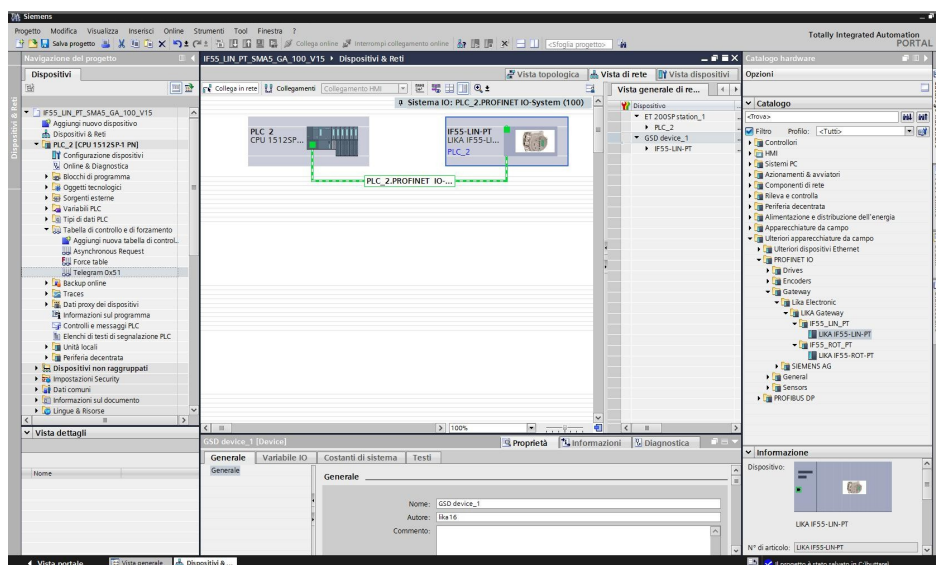 Siemens
Progetto Modifica Visualizza Inserisci Online Strumenti Tool Finestra ?
Totally Integrated Automation
PORTAL
Salva progetto Collega online Interrompi collegamento online <Sfoglia progetto>
Navigazione del progetto
IF55_LIN_PT_SMA5_GA_100_V15 Dispositivi & Reti
Catalogo hardware
Dispositivi
Vista topologica Vista di rete Vista dispositivi
Opzioni
Collega in rete Collegamenti Collegamento HMI
Vista generale di re...
Sistema IO: PLC_2.PROFINET IO-System (100)
Dispositivi & Reti
IF55_LIN_PT_SMA5_GA_100_V15
Aggiungi nuovo dispositivo
Dispositivi & Reti
PLC_2 [CPU 1512SP-1 PN]
Configurazione dispositivi
Online & Diagnostica
Blocchi di programma
Oggetti tecnologici
Sorgenti esterne
Variabili PLC
Tipi di dati PLC
Tabella di controllo e di forzamento
Aggiungi nuova tabella di control..
Asynchronous Request
Force table
Telegram 0x51
Backup online
Traces
Dati proxy dei dispositivi
Informazioni sul programma
Controlli e messaggi PLC
Elenchi di testi di segnalazione PLC
Unità locali
Periferia decentrata
Dispositivi non raggruppati
Impostazioni Security
Dati comuni
Informazioni sul documento
Lingue & Risorse
Vista dettagli
Nome
PLC_2
CPU 1512SP...
IF55-LIN-PT
LIKA IF55-LI...
PLC_2
PLC_2.PROFINET IO-...
100%
Dispositivo
ET 200SP station_1
PLC_2
GSD device_1
IF55-LIN-PT
GSD device_1 [Device]
Proprietà Informazioni Diagnostica
Generale Variabile IO Costanti di sistema Testi
Generale
Generale
Nome: GSD device_1
Autore: lika16
Commento:
Catalogo
<Trova>
Filtro Profilo: <Tutti>
Controllori
HMI
Sistemi PC
Azionamenti & avviatori
Componenti di rete
Rileva e controlla
Periferia decentrata
Alimentazione e distribuzione dell'energia
Apparecchiature da campo
Ulteriori apparecchiature da campo
Ulteriori dispositivi Ethernet
PROFINET IO
Drives
Encoders
Gateway
Lika Electronic
LIKA Gateway
IF55_LIN_PT
LIKA IF55-LIN-PT
IF55_ROT_PT
LIKA IF55-ROT-PT
SIEMENS AG
General
Sensors
PROFIBUS DP
Informazione
Dispositivo:
LIKA IF55-LIN-PT
N° di articolo: LIKA IF55-LIN-PT
Vista portale Vista generale Dispositivi & ...
Il progetto è stato salvato in